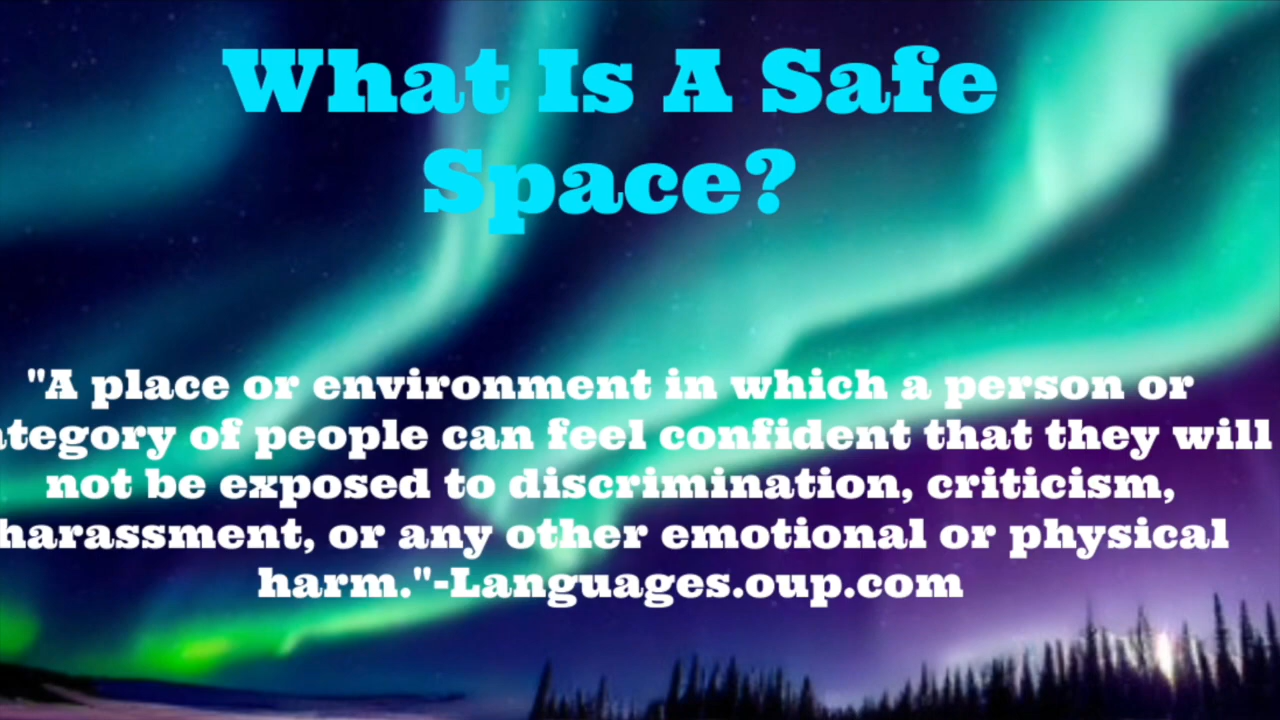 What Is A Safe
Space?
"A place or environment in which a person or
ategory of people can feel confident that they will
not be exposed to discrimination, criticism,
harassment, or any other emotional or physical
harm."-Languages.oup.com